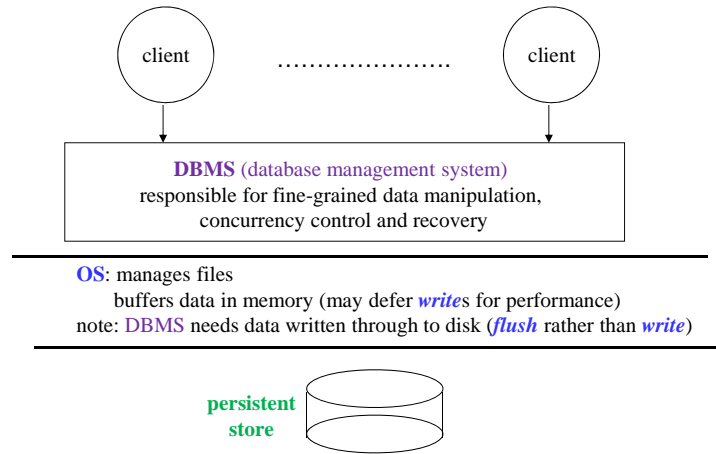 client ...................... client
DBMS (database management system)
responsible for fine-grained data manipulation,
concurrency control and recovery
OS: manages files
buffers data in memory (may defer writes for performance)
note: DBMS needs data written through to disk (flush rather than write)
persistent
store